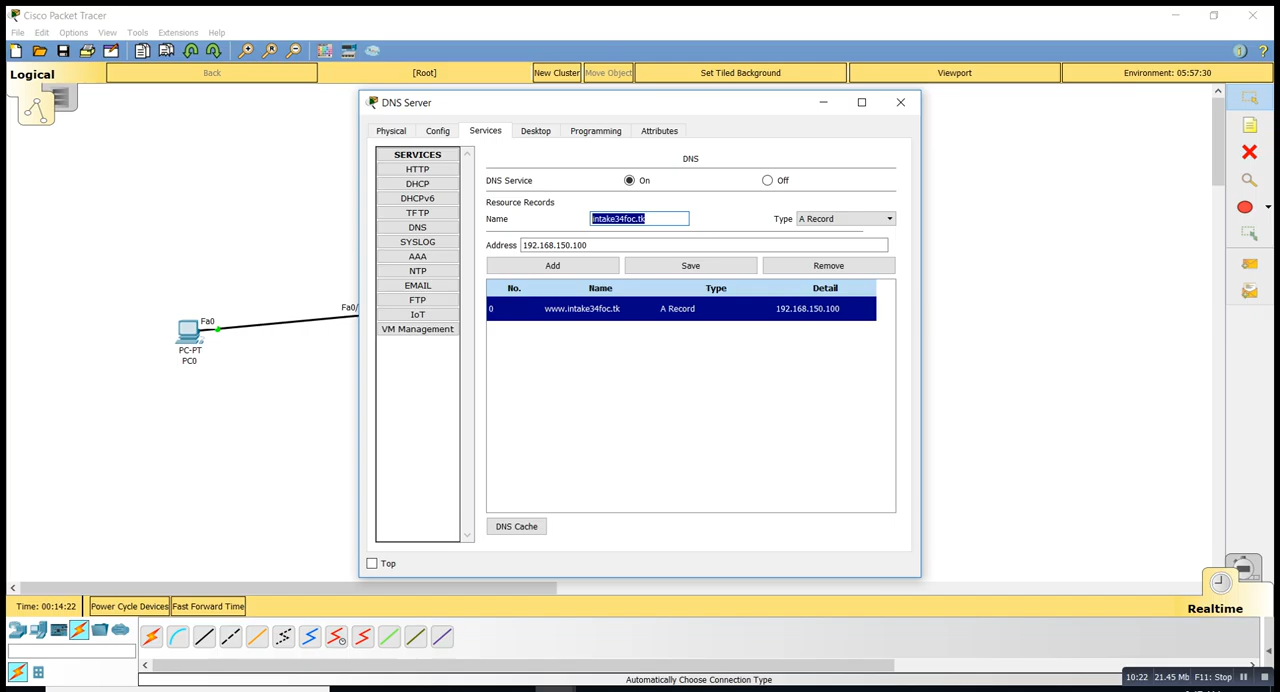 Cisco Packet Tracer
File Edit Options View Tools Extensions Help
Logical Back [Root] New Cluster Move Object Set Tiled Background Viewport Environment: 05:57:30
DNS Server
Physical Config Services Desktop Programming Attributes
SERVICES
HTTP
DHCP
DHCPv6
TFTP
DNS
SYSLOG
AAA
NTP
EMAIL
FTP
IoT
VM Management
DNS
DNS Service On Off
Resource Records
Name intake34foc.tk Type A Record
Address 192.168.150.100
Add Save Remove
No. Name Type Detail
0 www.intake34foc.tk A Record 192.168.150.100
DNS Cache
Top
Fa0 Fa0/
PC-PT
PC0
Time: 00:14:22 Power Cycle Devices Fast Forward Time Realtime
Automatically Choose Connection Type
10:22 21.45 Mb F11: Stop